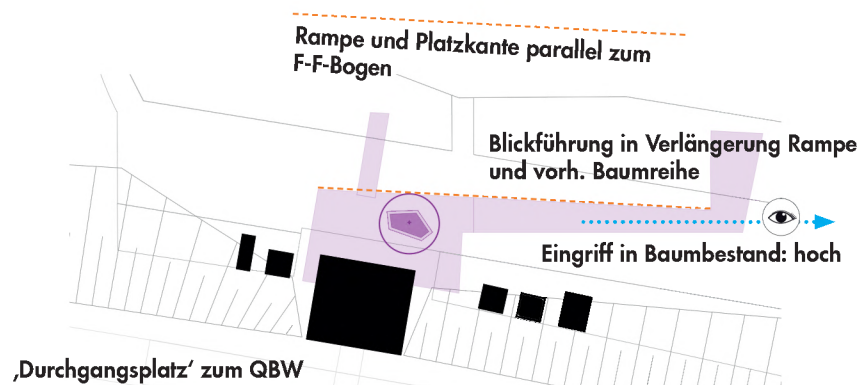 Rampe und Platzkante parallel zum
F-F-Bogen
Blickführung in Verlängerung Rampe
und vorh. Baumreihe
Eingriff in Baumbestand: hoch
‚Durchgangsplatz‘ zum QBW